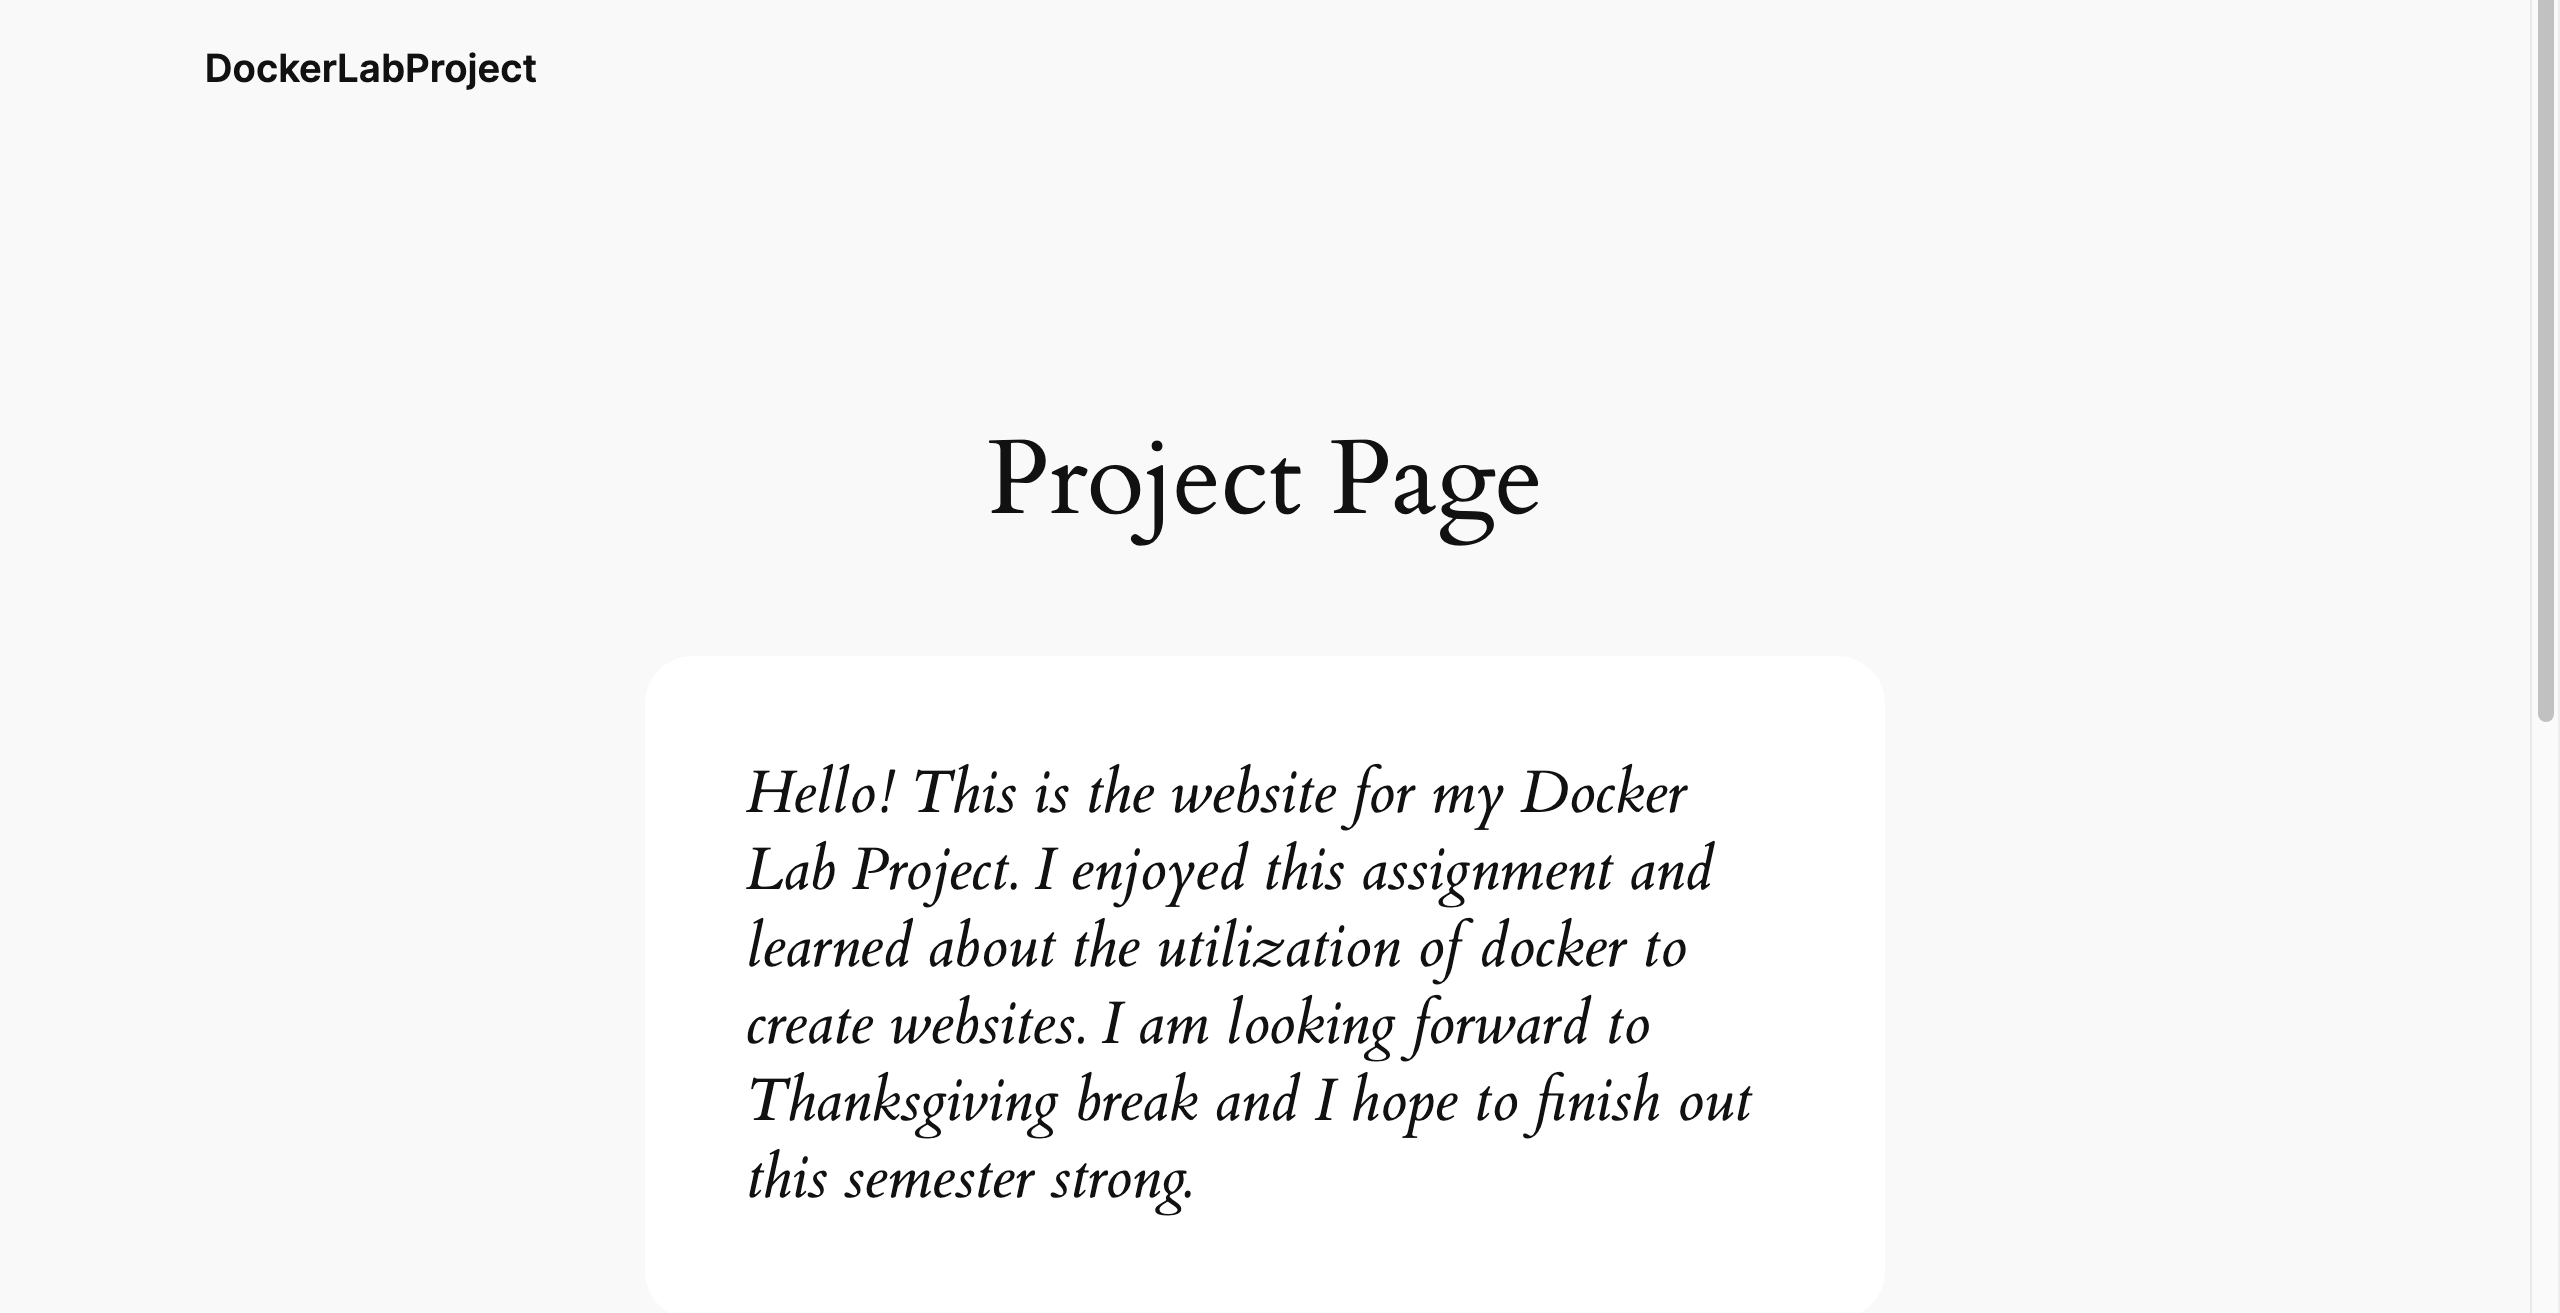 DockerLabProject
Project Page
Hello! This is the website for my Docker
Lab Project. I enjoyed this assignment and
learned about the utilization of docker to
create websites. I am looking forward to
Thanksgiving break and I hope to finish out
this semester strong.